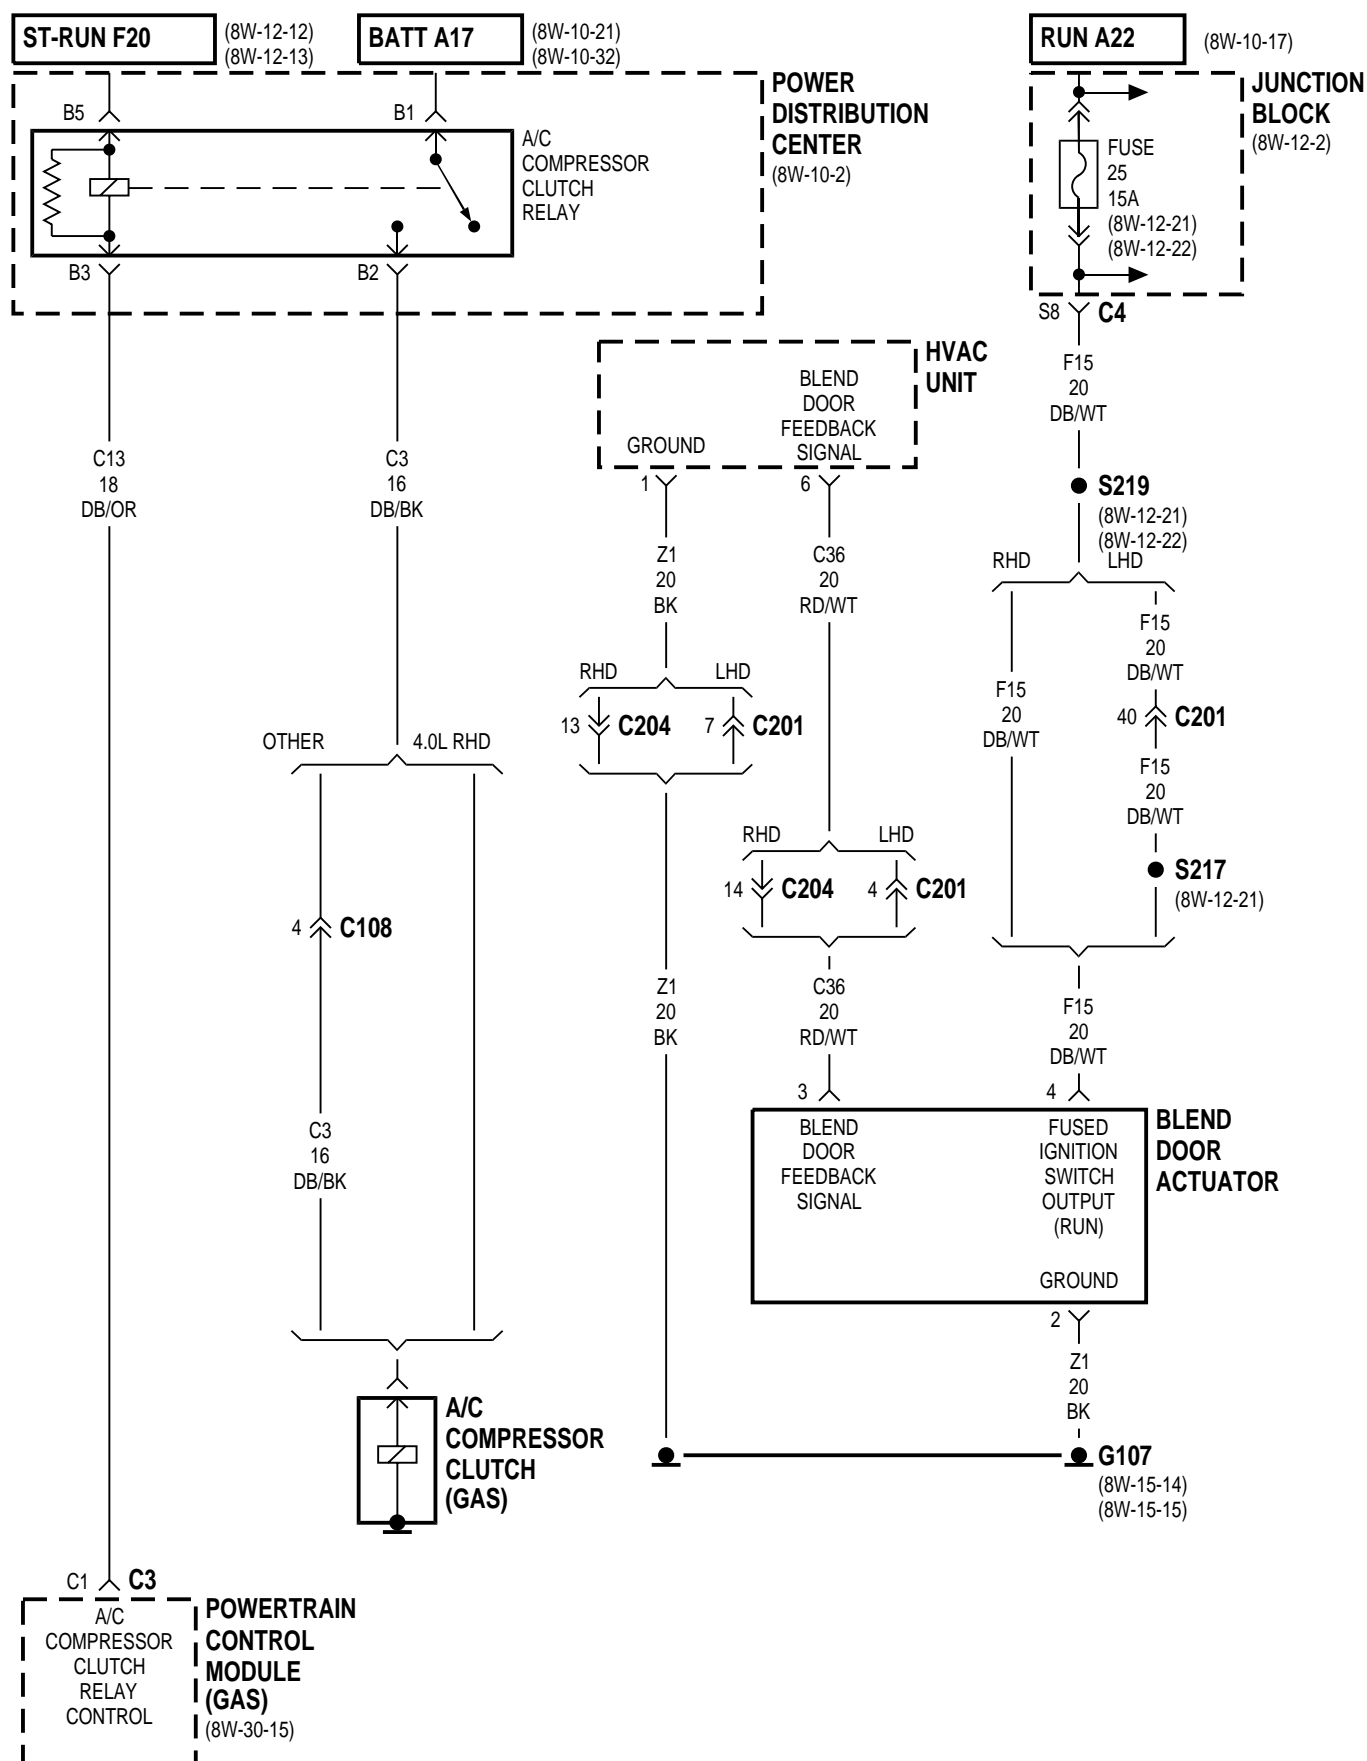 ST-RUN F20
(8W-12-12)
(8W-12-13)
BATT A17
(8W-10-21)
(8W-10-32)
RUN A22
(8W-10-17)
POWER
DISTRIBUTION
CENTER
(8W-10-2)
JUNCTION
BLOCK
(8W-12-2)
B5
B1
A/C
COMPRESSOR
CLUTCH
RELAY
B3
B2
FUSE
25
15A
(8W-12-21)
(8W-12-22)
S8
C4
F15
20
DB/WT
HVAC
UNIT
BLEND
DOOR
FEEDBACK
SIGNAL
GROUND
1
6
C13
18
DB/OR
C3
16
DB/BK
S219
(8W-12-21)
(8W-12-22)
Z1
20
BK
C36
20
RD/WT
RHD
LHD
F15
20
DB/WT
F15
20
DB/WT
40
C201
F15
20
DB/WT
S217
(8W-12-21)
RHD
LHD
13
C204
7
C201
OTHER
4.0L RHD
RHD
LHD
14
C204
4
C201
4
C108
Z1
20
BK
C36
20
RD/WT
F15
20
DB/WT
3
4
BLEND
DOOR
FEEDBACK
SIGNAL
FUSED
IGNITION
SWITCH
OUTPUT
(RUN)
GROUND
BLEND
DOOR
ACTUATOR
C3
16
DB/BK
2
Z1
20
BK
A/C
COMPRESSOR
CLUTCH
(GAS)
G107
(8W-15-14)
(8W-15-15)
C1
C3
A/C
COMPRESSOR
CLUTCH
RELAY
CONTROL
POWERTRAIN
CONTROL
MODULE
(GAS)
(8W-30-15)